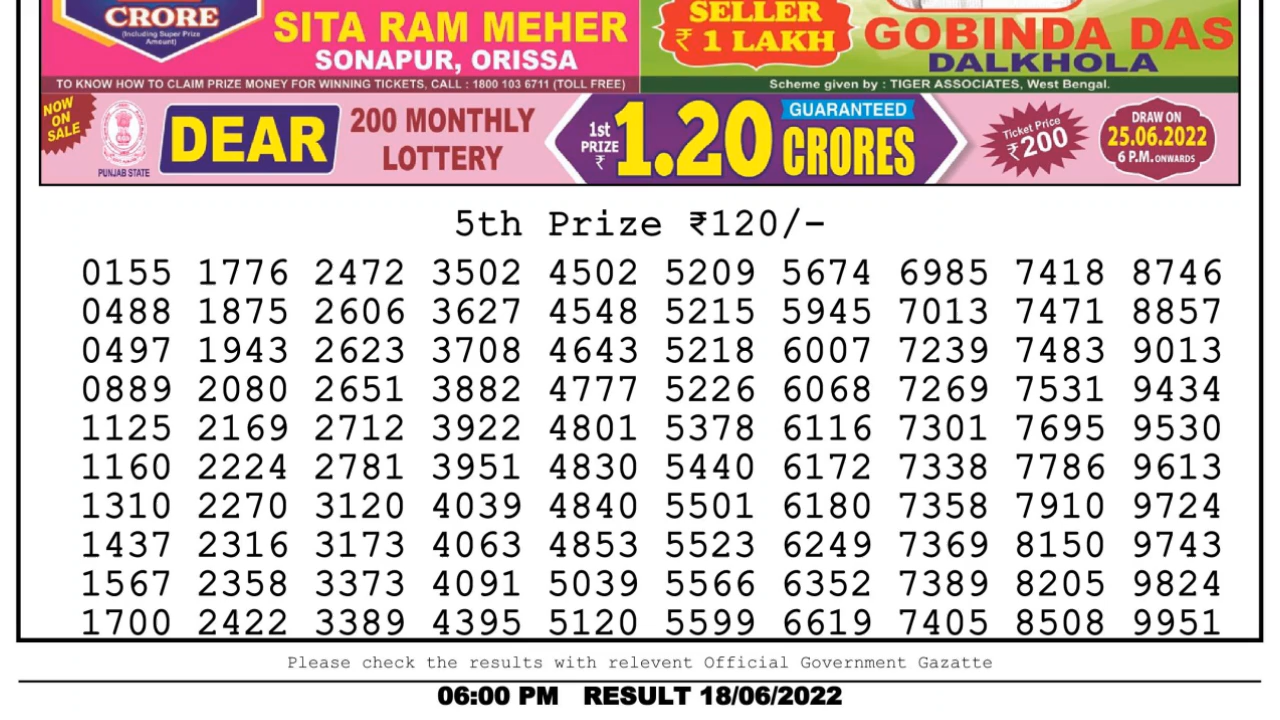 CRORE
(Including Super Prize
Amount)
SITA RAM MEHER
SONAPUR, ORISSA
SELLER
₹ 1 LAKH
GOBINDA DAS
DALKHOLA
TO KNOW HOW TO CLAIM PRIZE MONEY FOR WINNING TICKETS, CALL : 1800 103 6711 (TOLL FREE)
Scheme given by : TIGER ASSOCIATES, West Bengal.
NOW
ON
SALE
PUNJAB STATE
DEAR
200 MONTHLY
LOTTERY
1st
PRIZE
₹
1.20
GUARANTEED
CRORES
Ticket Price
₹200
DRAW ON
25.06.2022
6 P.M. ONWARDS
5th Prize ₹120/-
0155 1776 2472 3502 4502 5209 5674 6985 7418 8746
0488 1875 2606 3627 4548 5215 5945 7013 7471 8857
0497 1943 2623 3708 4643 5218 6007 7239 7483 9013
0889 2080 2651 3882 4777 5226 6068 7269 7531 9434
1125 2169 2712 3922 4801 5378 6116 7301 7695 9530
1160 2224 2781 3951 4830 5440 6172 7338 7786 9613
1310 2270 3120 4039 4840 5501 6180 7358 7910 9724
1437 2316 3173 4063 4853 5523 6249 7369 8150 9743
1567 2358 3373 4091 5039 5566 6352 7389 8205 9824
1700 2422 3389 4395 5120 5599 6619 7405 8508 9951
Please check the results with relevent Official Government Gazatte
06:00 PM RESULT 18/06/2022